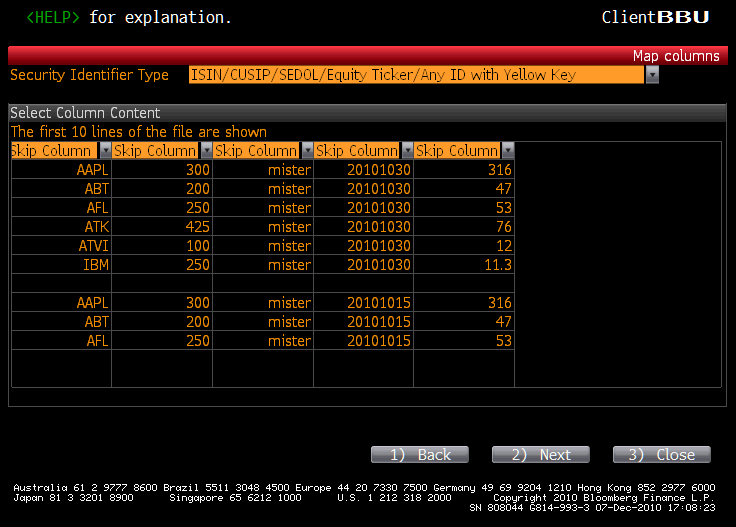 <HELP> for explanation. ClientBBU
Map columns
Security Identifier Type ISIN/CUSIP/SEDOL/Equity Ticker/Any ID with Yellow Key
Select Column Content
The first 10 lines of the file are shown
Skip Column Skip Column Skip Column Skip Column Skip Column
AAPL 300 mister 20101030 316
ABT 200 mister 20101030 47
AFL 250 mister 20101030 53
ATK 425 mister 20101030 76
ATVI 100 mister 20101030 12
IBM 250 mister 20101030 11.3
AAPL 300 mister 20101015 316
ABT 200 mister 20101015 47
AFL 250 mister 20101015 53
1) Back 2) Next 3) Close
Australia 61 2 9777 8600 Brazil 5511 3048 4500 Europe 44 20 7330 7500 Germany 49 69 9204 1210 Hong Kong 852 2977 6000
Japan 81 3 3201 8900 Singapore 65 6212 1000 U.S. 1 212 318 2000 Copyright 2010 Bloomberg Finance L.P.
SN 808044 G814-993-3 07-Dec-2010 17:08:23